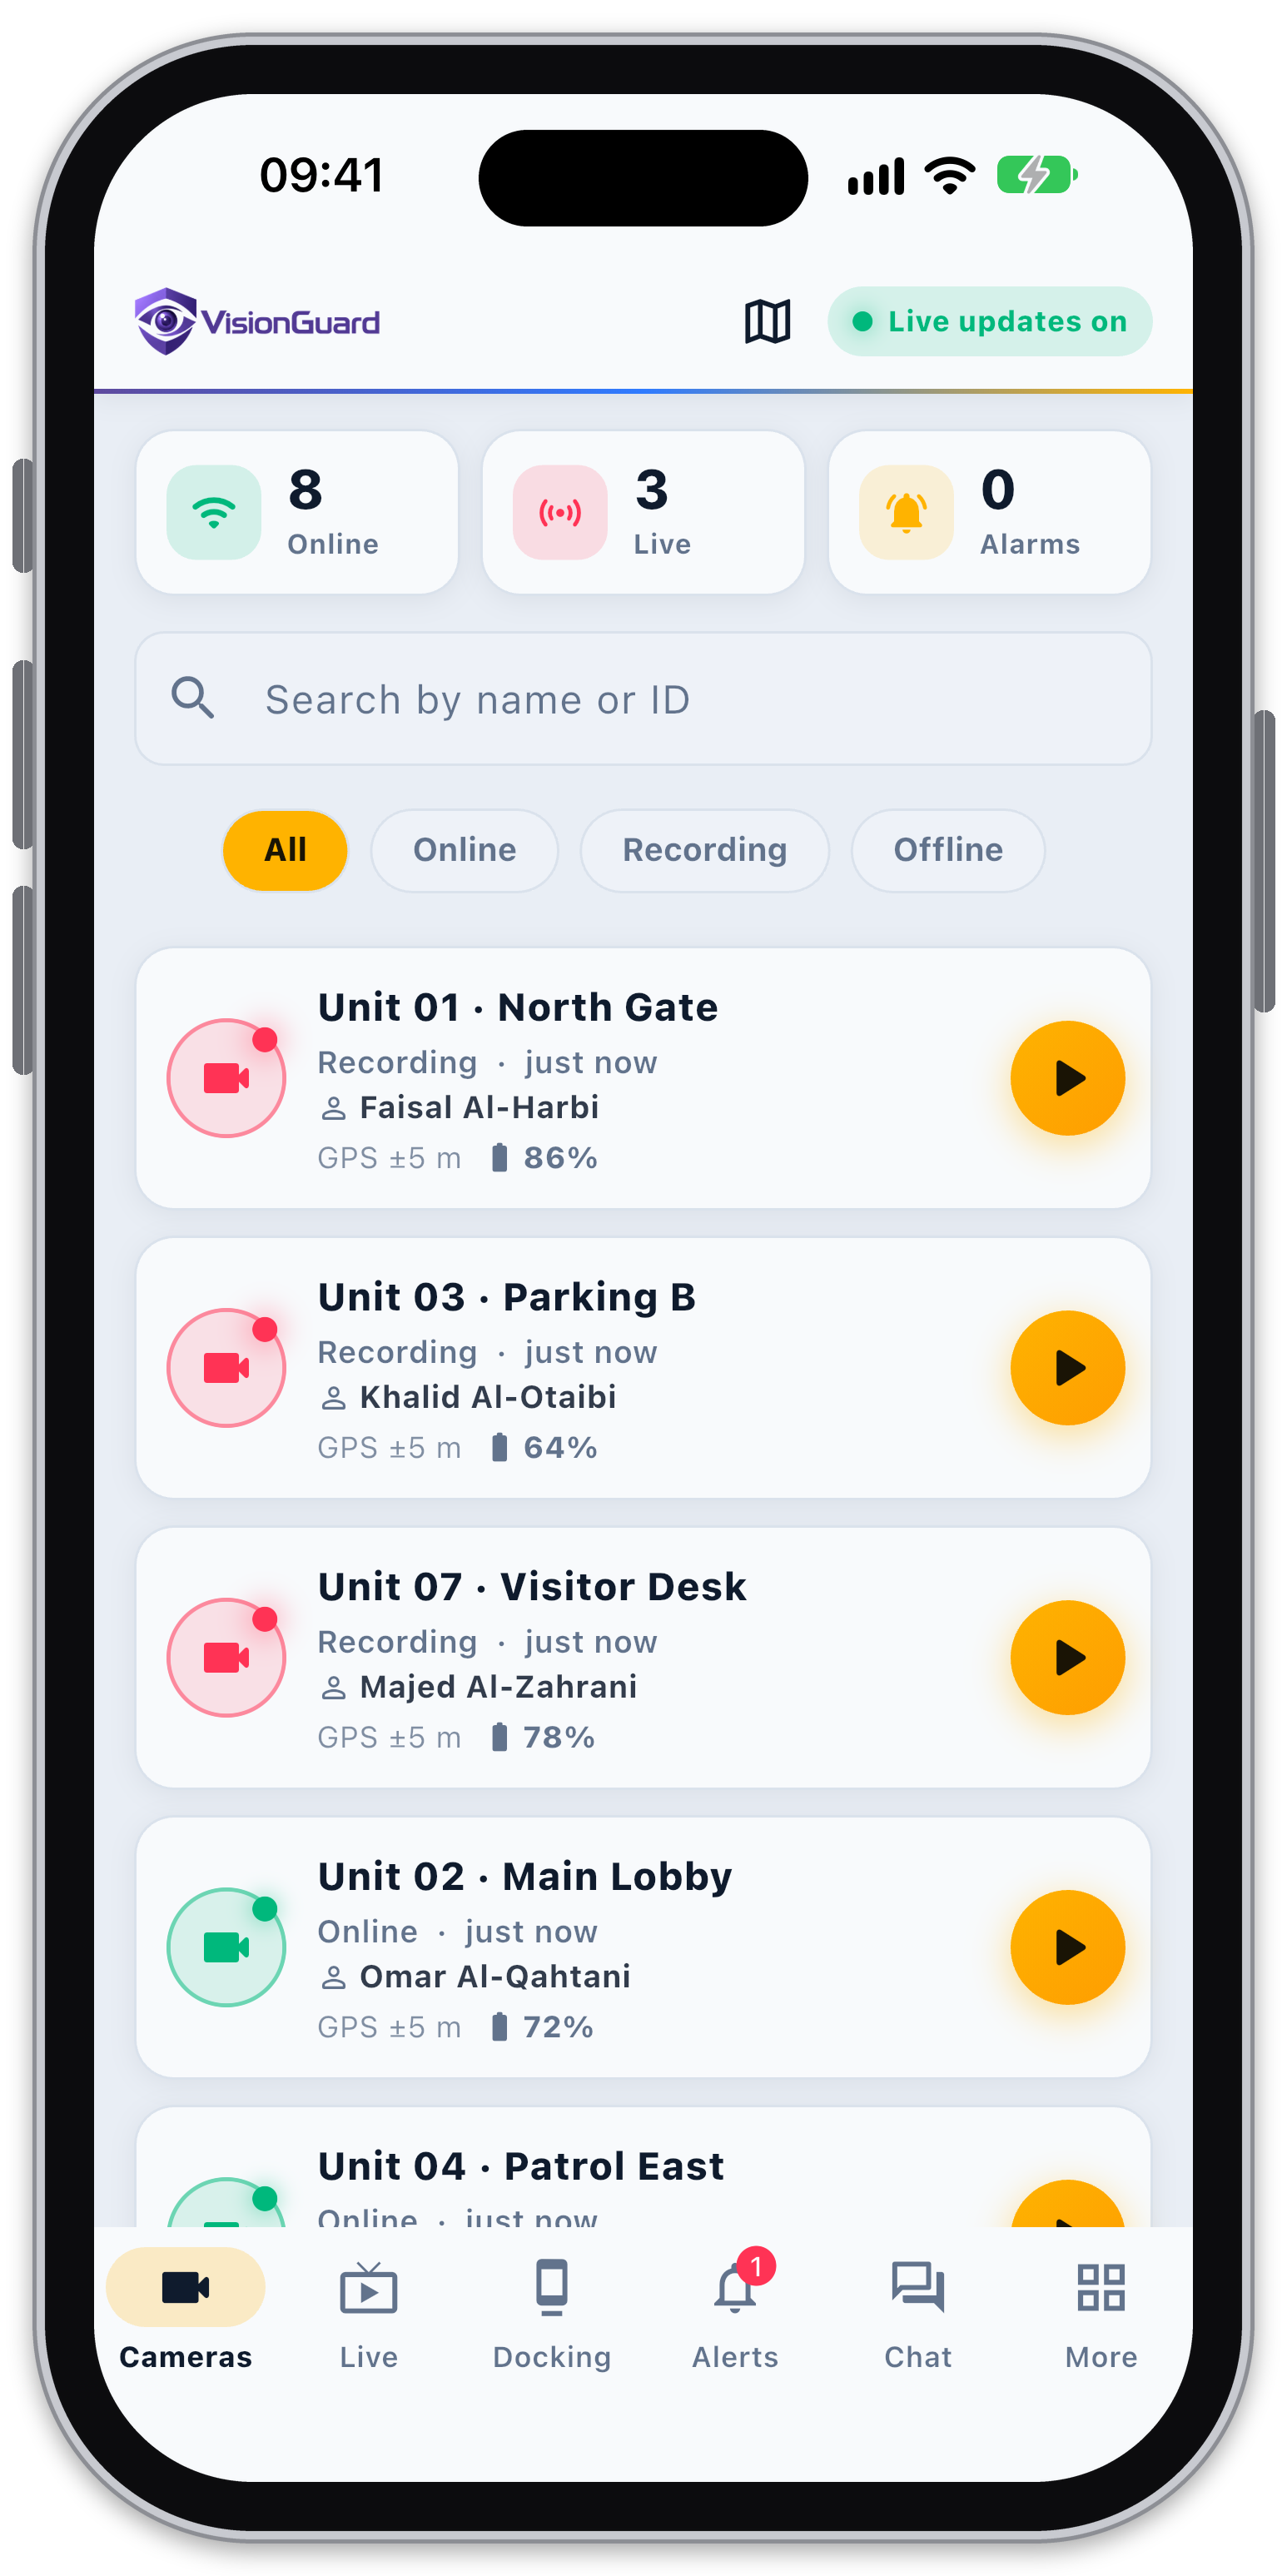 09:41
VisionGuard
Live updates on
8
Online
3
Live
0
Alarms
Search by name or ID
All
Online
Recording
Offline
Unit 01 · North Gate
Recording · just now
Faisal Al-Harbi
GPS ±5 m 86%
Unit 03 · Parking B
Recording · just now
Khalid Al-Otaibi
GPS ±5 m 64%
Unit 07 · Visitor Desk
Recording · just now
Majed Al-Zahrani
GPS ±5 m 78%
Unit 02 · Main Lobby
Online · just now
Omar Al-Qahtani
GPS ±5 m 72%
Unit 04 · Patrol East
Online · just now
1
Cameras
Live
Docking
Alerts
Chat
More